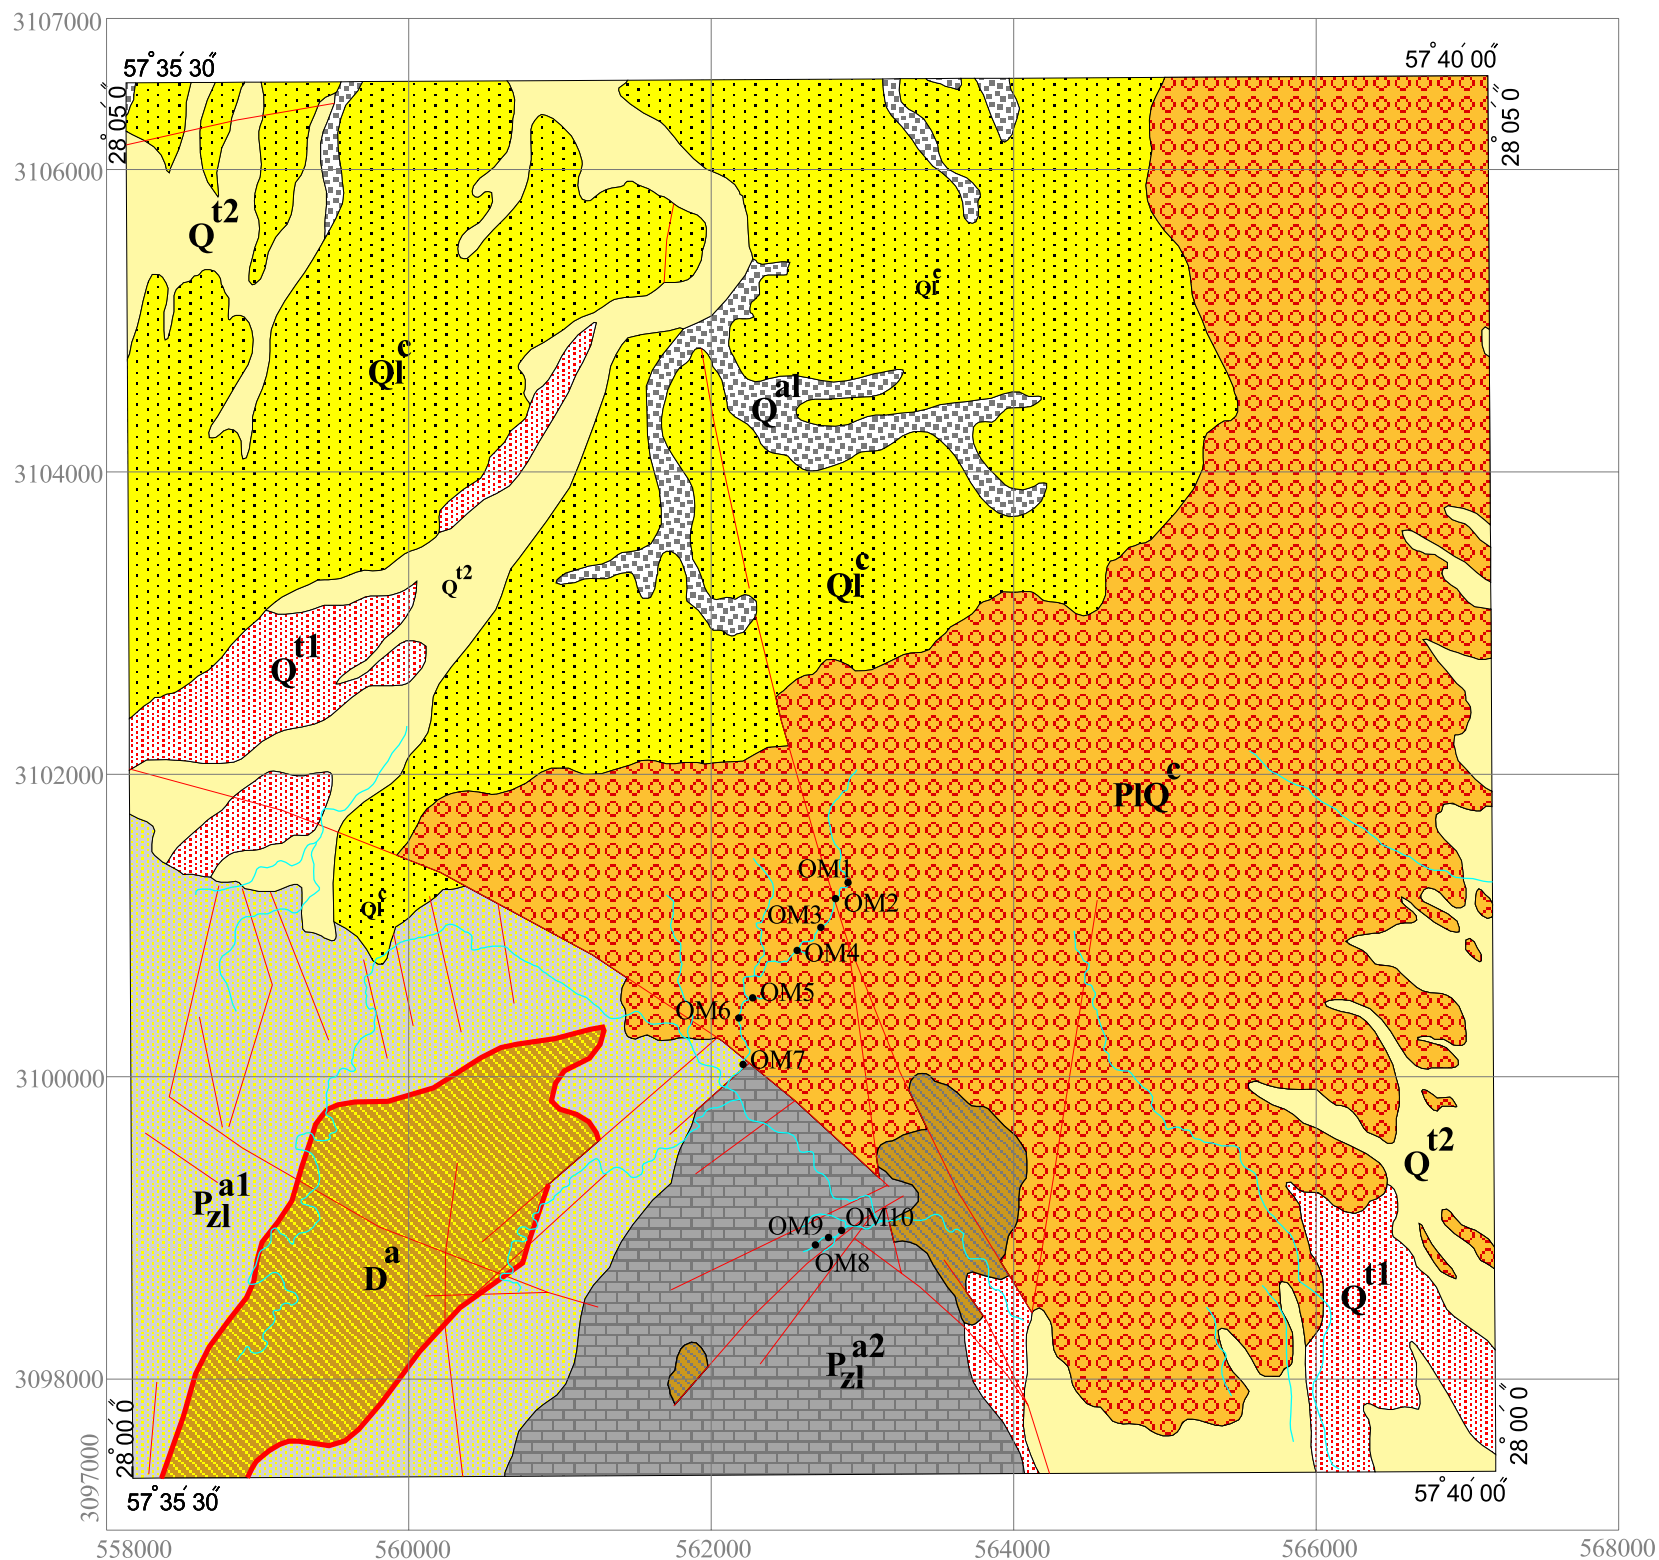 3107000
57° 35′ 30″
57° 40′ 00″
28° 05′ 0″
28° 05′ 0″
3106000
Q t2
Ql c
Ql c
Q al
3104000
Ql c
Q t2
Q t1
3102000
PlQ c
OM1
OM2
Ql c
OM3
OM4
OM5
OM6
OM7
3100000
Q t2
P zl a1
OM10
OM9
OM8
D a
Q t1
P zl a2
3098000
28° 00′ 0″
28° 00′ 0″
3097000
57° 35′ 30″
57° 40′ 00″
558000
560000
562000
564000
566000
568000